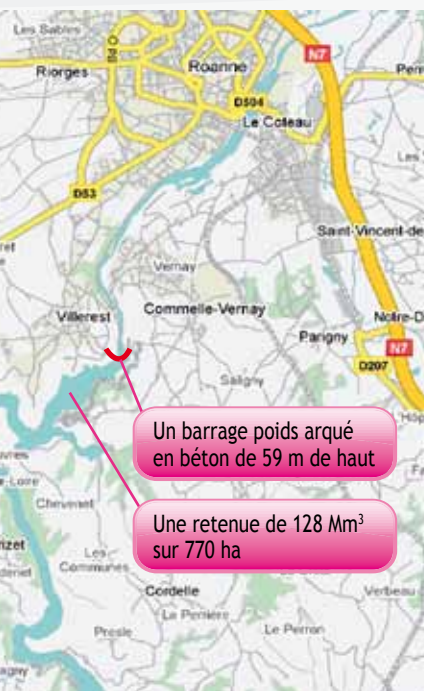 Les Sables
Riorges
Roanne
N7
D504
Le Coteau
D53
Saint-Vincent-de
Vernay
Villerest
Commelle-Vernay
Notre-D
Parigny
N7
D207
Saligny
Un barrage poids arqué
en béton de 59 m de haut
Une retenue de 128 Mm³
sur 770 ha
Chevenet
Les
Communes
Cordelle
Presle
Le Perron